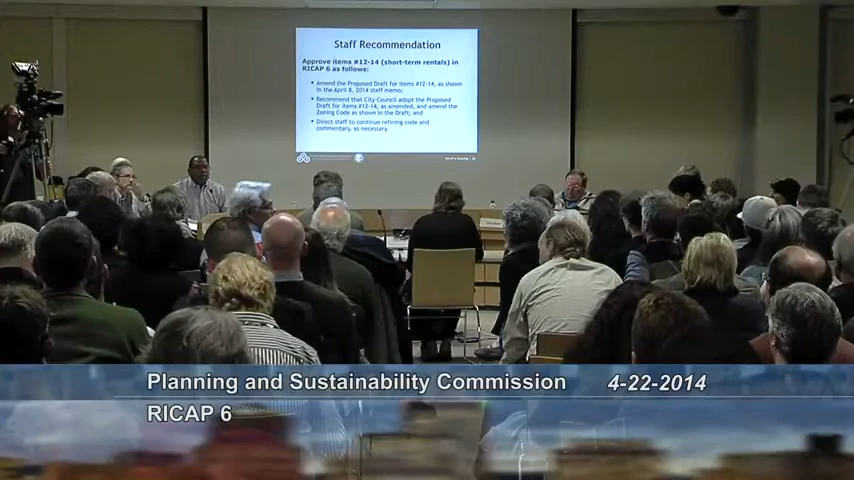 Staff Recommendation
Approve items #12-14 (short-term rentals) in
RICAP 6 as follows:
Amend the Proposed Draft for items #12-14, as shown
in the April 8, 2014 staff memo;
Recommend that City Council adopt the Proposed
Draft for items #12-14, as amended, and amend the
Zoning Code as shown in the Draft; and
Direct staff to continue refining code and
commentary, as necessary.
Planning and Sustainability Commission 4-22-2014
RICAP 6